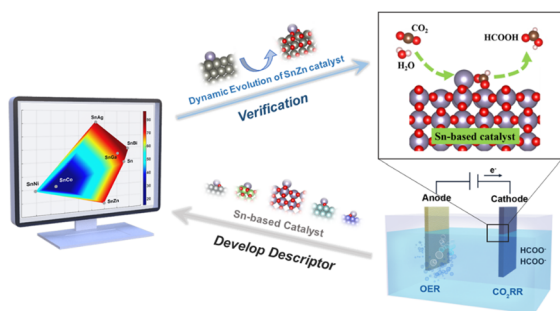 SnAg
SnBi
SnGe
Sn
SnCo
SnNi
SnZn
Dynamic Evolution of SnZn catalyst
Verification
Sn-based Catalyst
Develop Descriptor
CO₂
H₂O
HCOOH
Sn-based catalyst
e⁻
Anode
Cathode
HCOO⁻
HCOO⁻
OER
CO₂RR